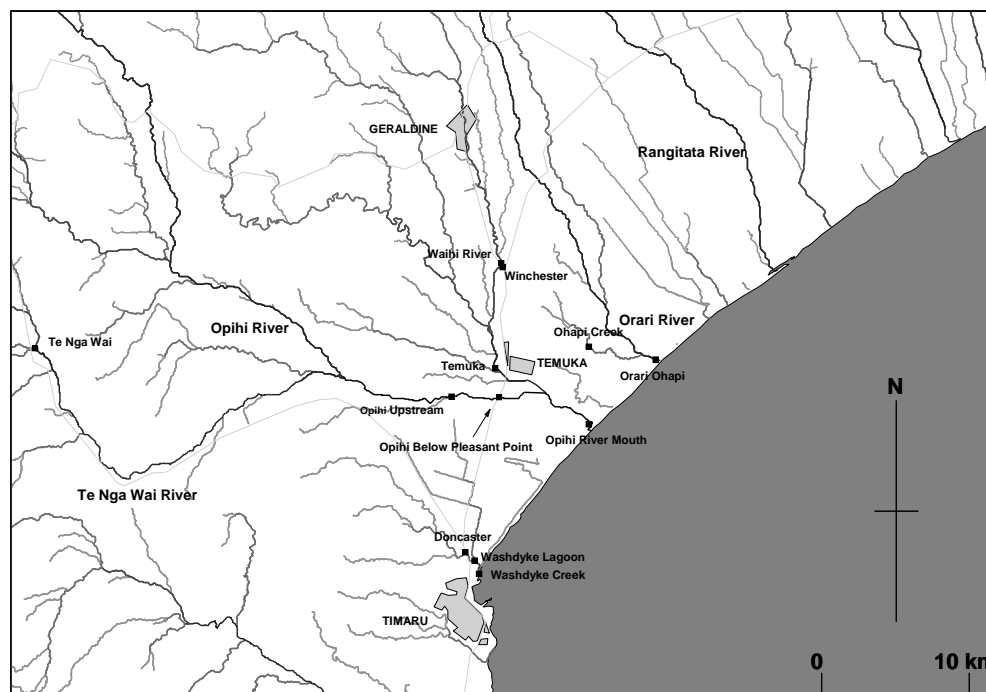 GERALDINE
Rangitata River
Waihi River
Winchester
Opihi River
Orari River
Ohapi Creek
Te Nga Wai
TEMUKA
Temuka
Orari Ohapi
N
Opihi Upstream
Opihi Below Pleasant Point
Opihi River Mouth
Te Nga Wai River
Doncaster
Washdyke Lagoon
Washdyke Creek
TIMARU
0
10 km